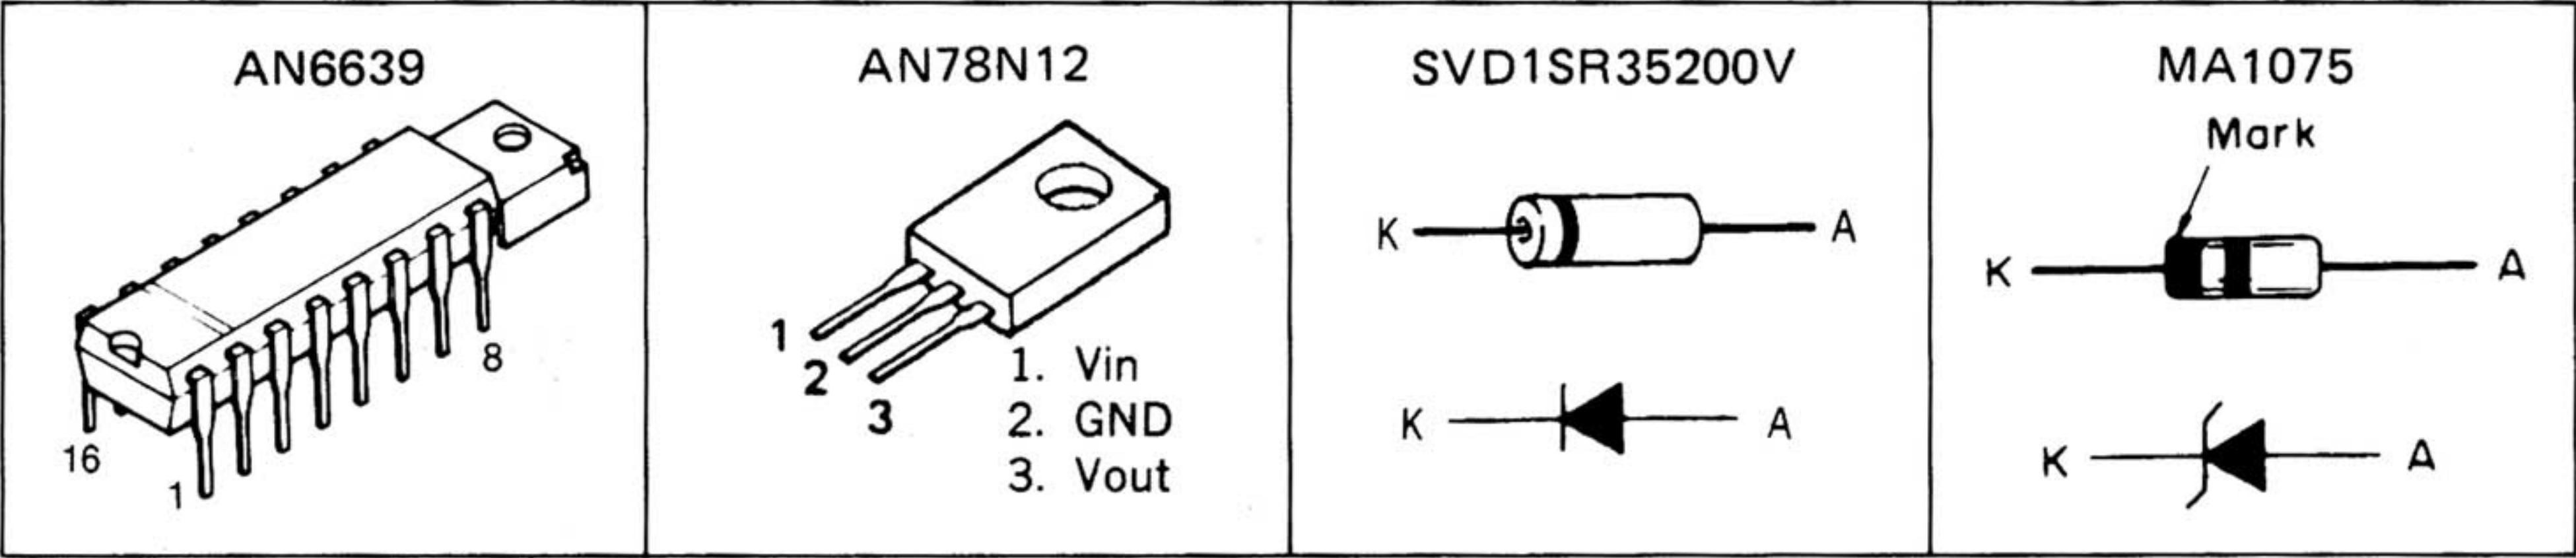 AN6639
8
16
1
AN78N12
1
2
3
1. Vin
2. GND
3. Vout
SVD1SR35200V
K A
K A
MA1075
Mark
K A
K A